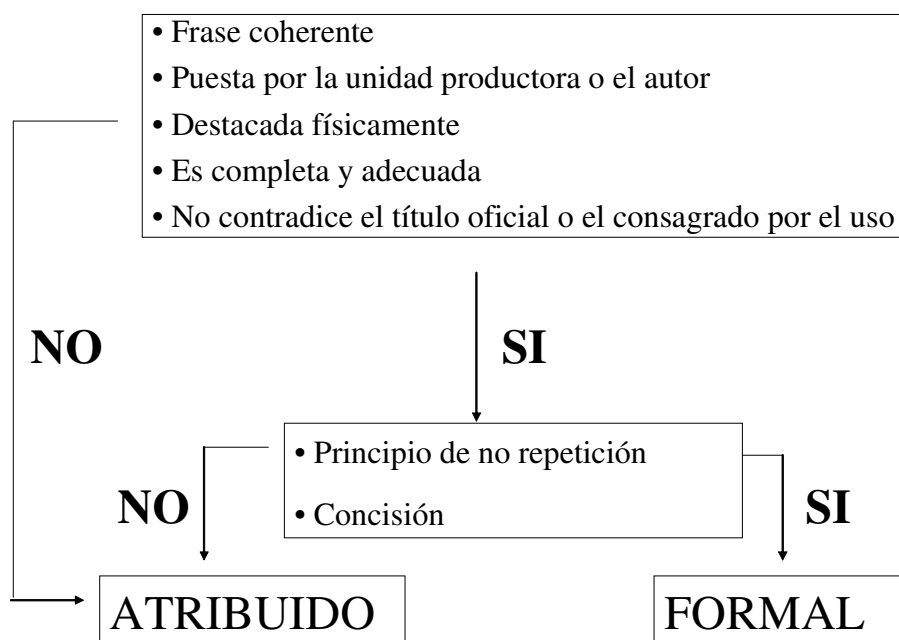 • Frase coherente
• Puesta por la unidad productora o el autor
• Destacada físicamente
• Es completa y adecuada
• No contradice el título oficial o el consagrado por el uso
NO
SI
• Principio de no repetición
• Concisión
NO
SI
ATRIBUIDO
FORMAL